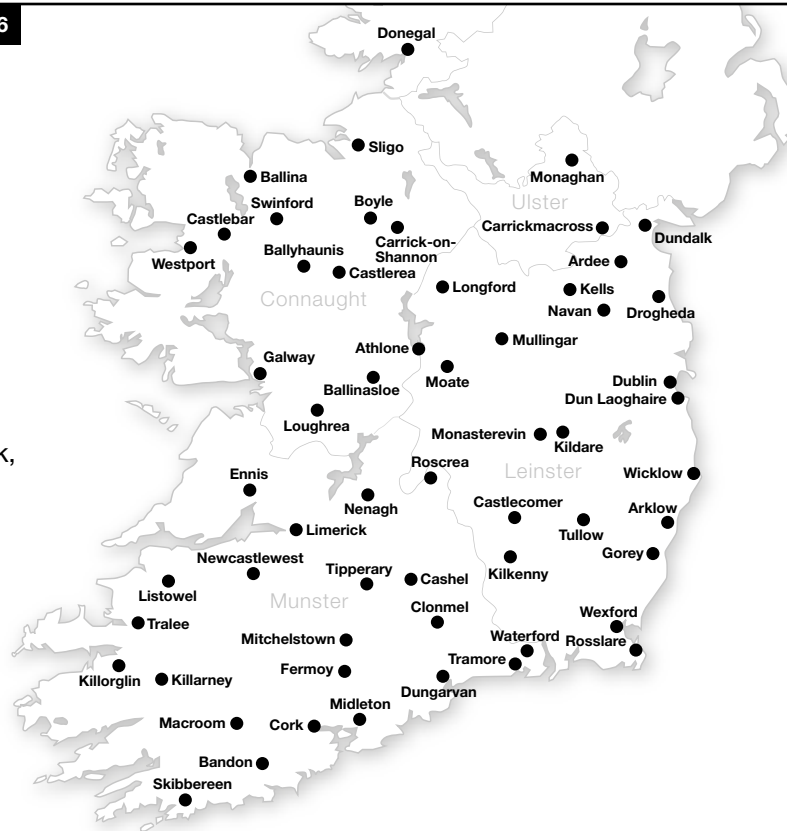 6
Donegal
Sligo
Monaghan
Ballina
Ulster
Swinford
Boyle
Castlebar
Carrickmacross
Dundalk
Carrick-on-
Shannon
Ballyhaunis
Westport
Ardee
Castlerea
Longford
Kells
Connaught
Navan
Drogheda
Mullingar
Athlone
Galway
Moate
Dublin
Ballinasloe
Dun Laoghaire
Loughrea
Monasterevin
Kildare
k,
Roscrea
Leinster
Wicklow
Ennis
Nenagh
Castlecomer
Arklow
Limerick
Tullow
Gorey
Newcastlewest
Tipperary
Cashel
Kilkenny
Listowel
Munster
Clonmel
Wexford
Tralee
Mitchelstown
Waterford
Rosslare
Tramore
Fermoy
Killorglin
Killarney
Dungarvan
Midleton
Macroom
Cork
Bandon
Skibbereen